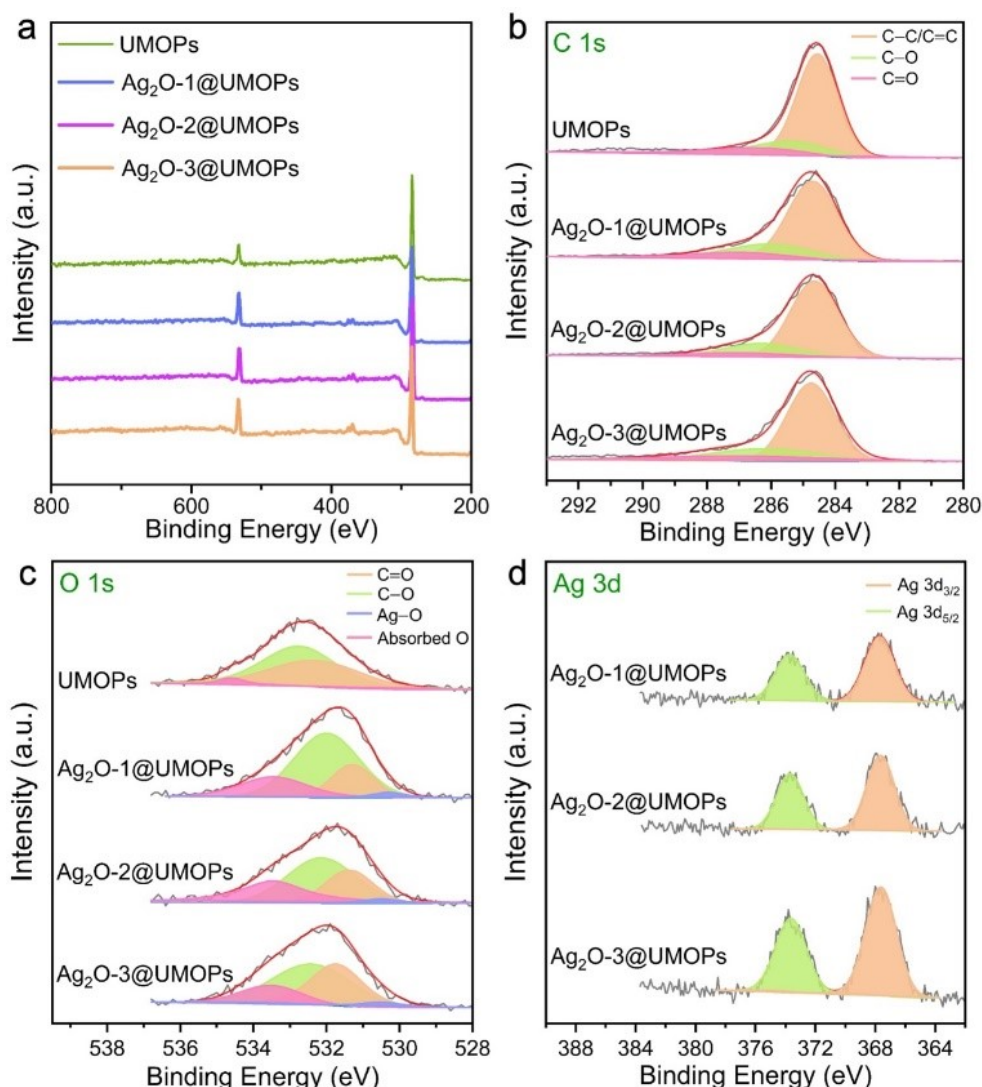 a
UMOPs
Ag₂O-1@UMOPs
Ag₂O-2@UMOPs
Ag₂O-3@UMOPs
Intensity (a.u.)
800 700 600 500 400 300 200
Binding Energy (eV)
b
C 1s
C−C/C=C
C−O
C=O
UMOPs
Ag₂O-1@UMOPs
Ag₂O-2@UMOPs
Ag₂O-3@UMOPs
Intensity (a.u.)
292 290 288 286 284 282 280
Binding Energy (eV)
c
O 1s
C=O
C−O
Ag−O
Absorbed O
UMOPs
Ag₂O-1@UMOPs
Ag₂O-2@UMOPs
Ag₂O-3@UMOPs
Intensity (a.u.)
538 536 534 532 530 528
Binding Energy (eV)
d
Ag 3d
Ag 3d₃/₂
Ag 3d₅/₂
Ag₂O-1@UMOPs
Ag₂O-2@UMOPs
Ag₂O-3@UMOPs
Intensity (a.u.)
388 384 380 376 372 368 364
Binding Energy (eV)